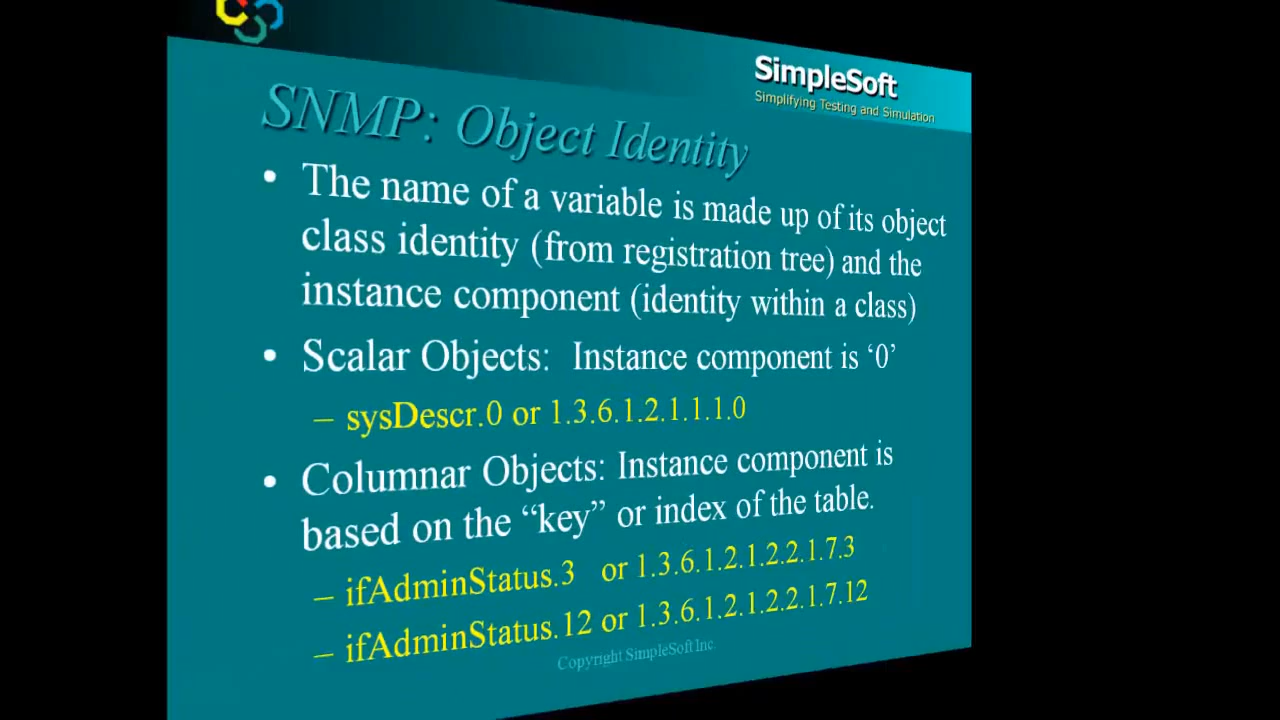 SimpleSoft
Simplifying Testing and Simulation
SNMP: Object Identity
• The name of a variable is made up of its object
class identity (from registration tree) and the
instance component (identity within a class)
• Scalar Objects: Instance component is ‘0’
– sysDescr.0 or 1.3.6.1.2.1.1.1.0
• Columnar Objects: Instance component is
based on the “key” or index of the table.
– ifAdminStatus.3 or 1.3.6.1.2.1.2.2.1.7.3
– ifAdminStatus.12 or 1.3.6.1.2.1.2.2.1.7.12
Copyright SimpleSoft Inc.